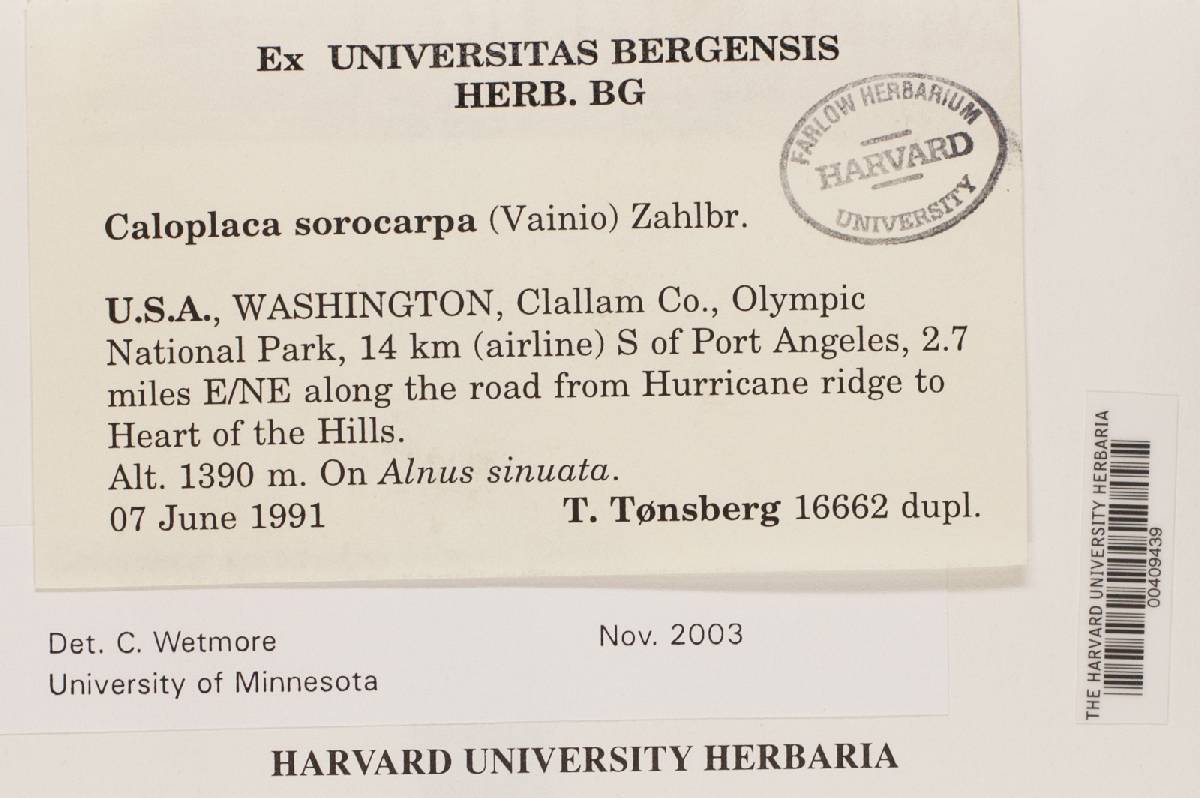 Ex UNIVERSITAS BERGENSIS
HERB. BG
FARLOW HERBARIUM
HARVARD
UNIVERSITY
Caloplaca sorocarpa (Vainio) Zahlbr.
U.S.A., WASHINGTON, Clallam Co., Olympic
National Park, 14 km (airline) S of Port Angeles, 2.7
miles E/NE along the road from Hurricane ridge to
Heart of the Hills.
Alt. 1390 m. On Alnus sinuata.
07 June 1991 T. Tønsberg 16662 dupl.
Det. C. Wetmore Nov. 2003
University of Minnesota
HARVARD UNIVERSITY HERBARIA
THE HARVARD UNIVERSITY HERBARIA
00409439